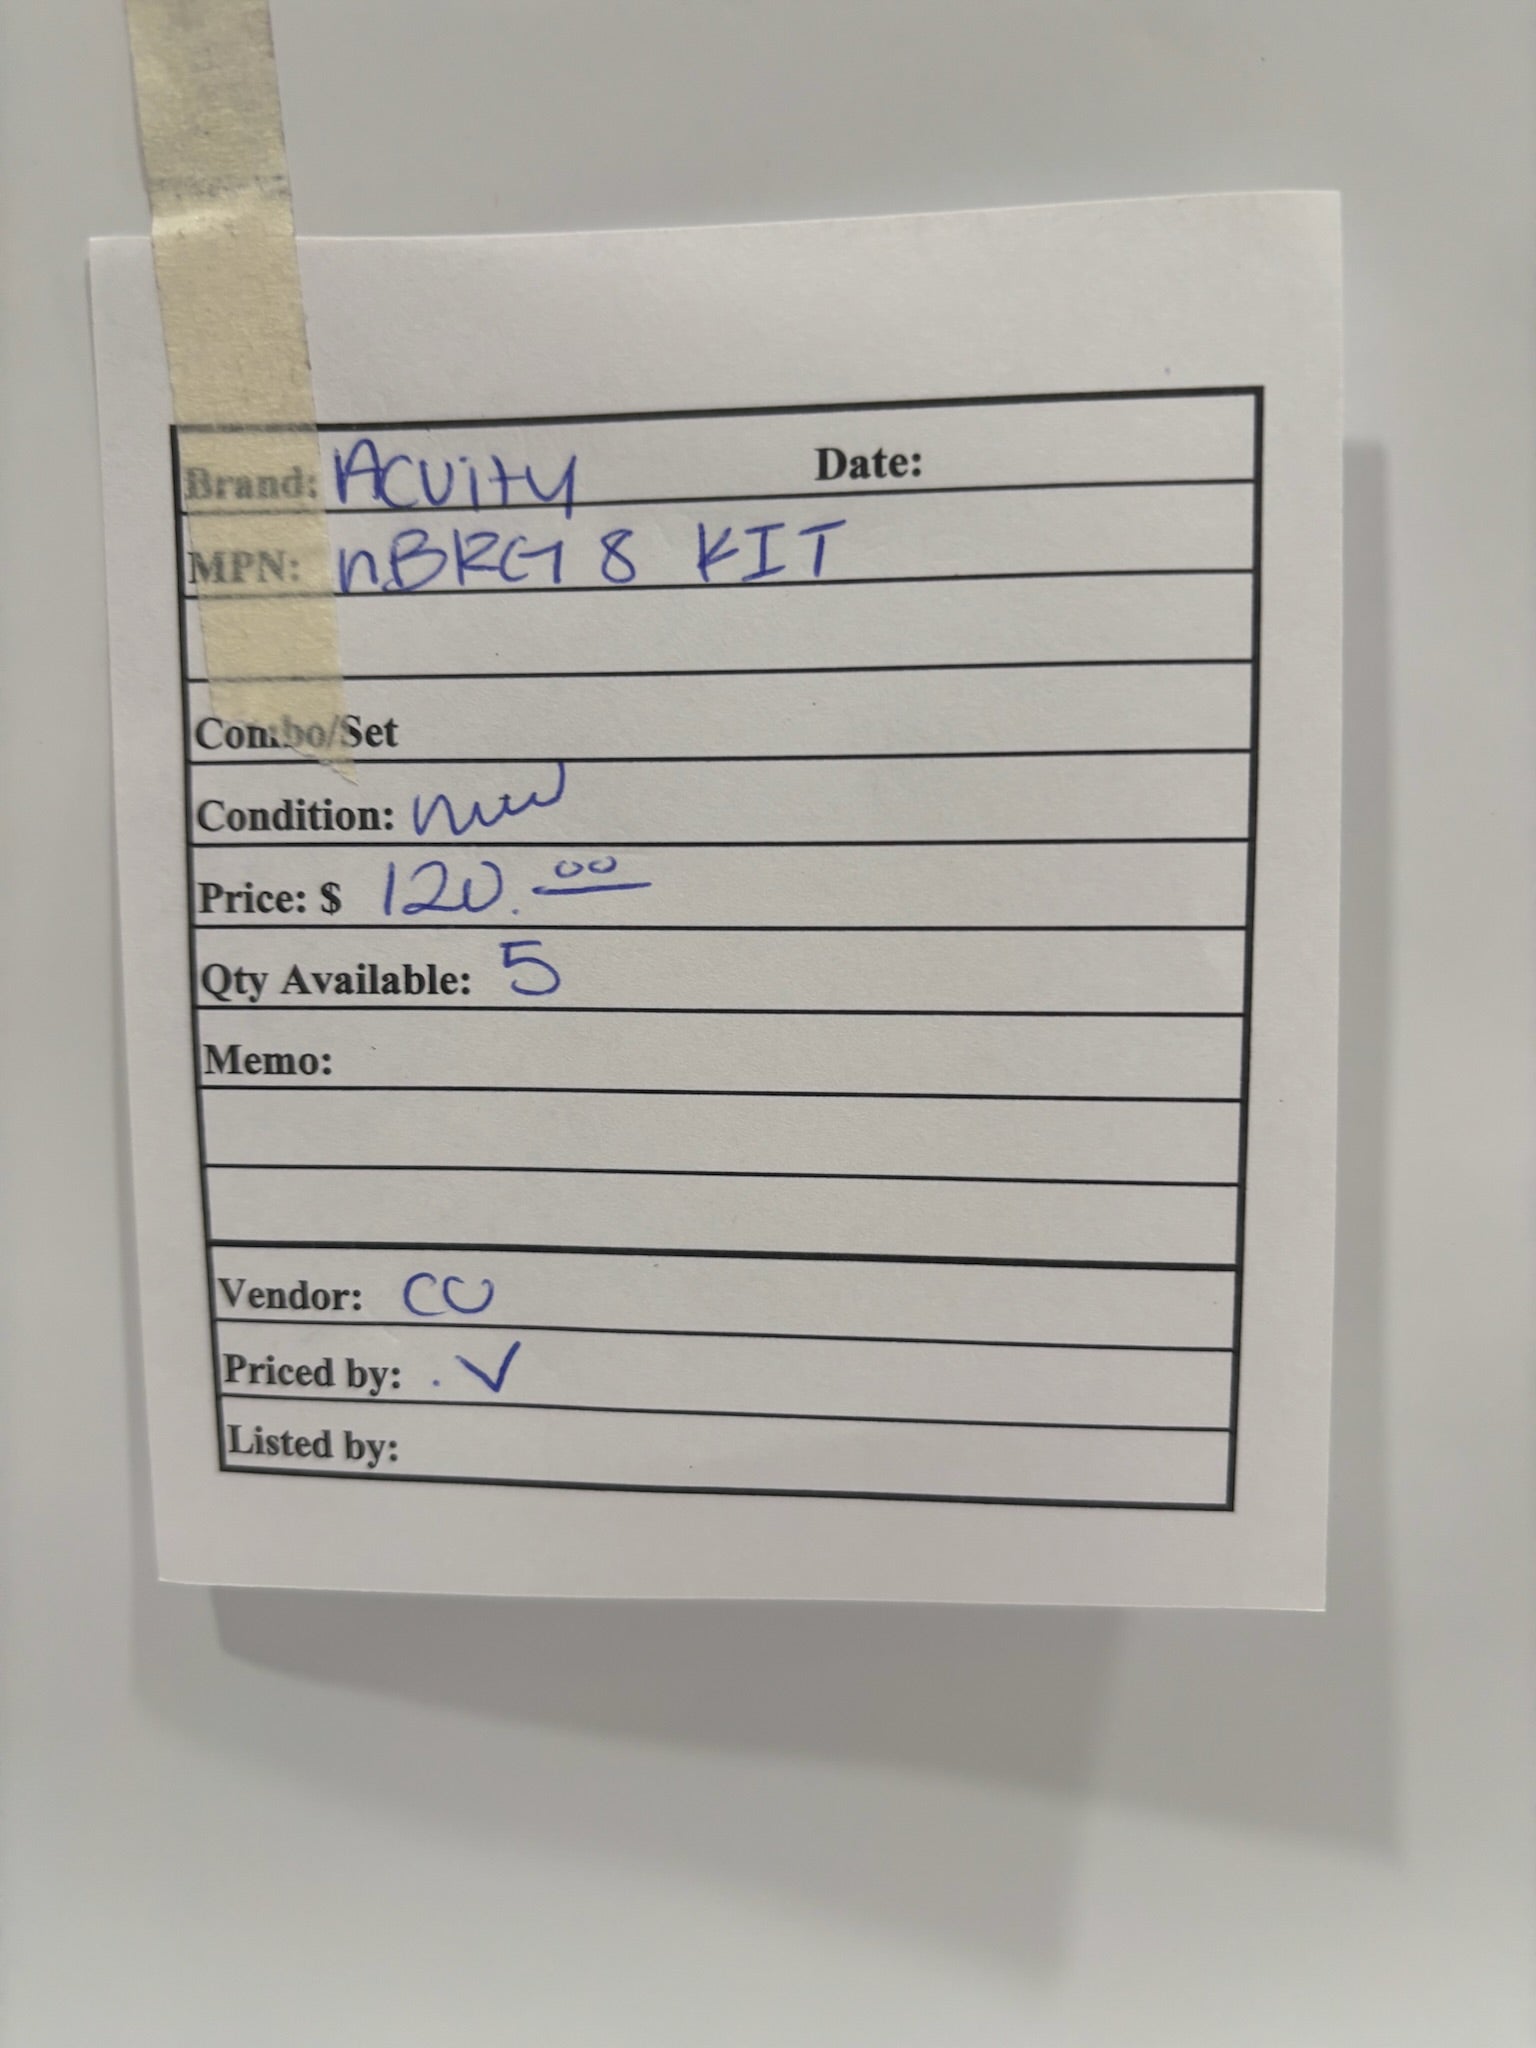 Brand: Acuity Date:
MPN: nBRG 8 KIT
Combo/Set
Condition: new
Price: $ 120.00
Qty Available: 5
Memo:
Vendor: CU
Priced by: . V
Listed by: